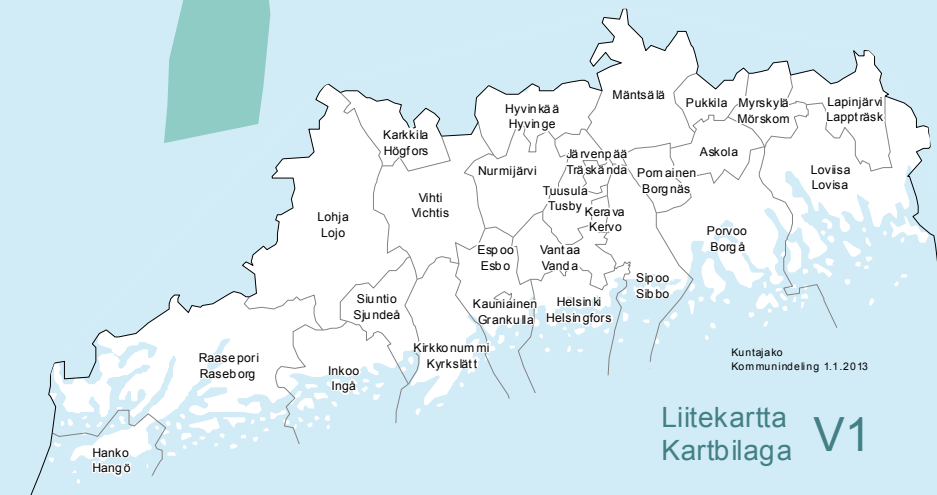 Mäntsälä
Hyvinkää
Hyvinge
Pukkila
Myrskylä
Mörskom
Lapinjärvi
Lappträsk
Karkkila
Högfors
Järvenpää
Träskända
Askola
Nurmijärvi
Pornainen
Borgnäs
Loviisa
Lovisa
Vihti
Vichtis
Tuusula
Tusby
Kerava
Kervo
Lohja
Lojo
Porvoo
Borgå
Espoo
Esbo
Vantaa
Vanda
Sipoo
Sibbo
Siuntio
Sjundeå
Kauniainen
Grankulla
Helsinki
Helsingfors
Kirkkonummi
Kyrkslätt
Raasepori
Raseborg
Inkoo
Ingå
Hanko
Hangö
Kuntajako
Kommunindeling 1.1.2013
Liitekartta
Kartbilaga
V1